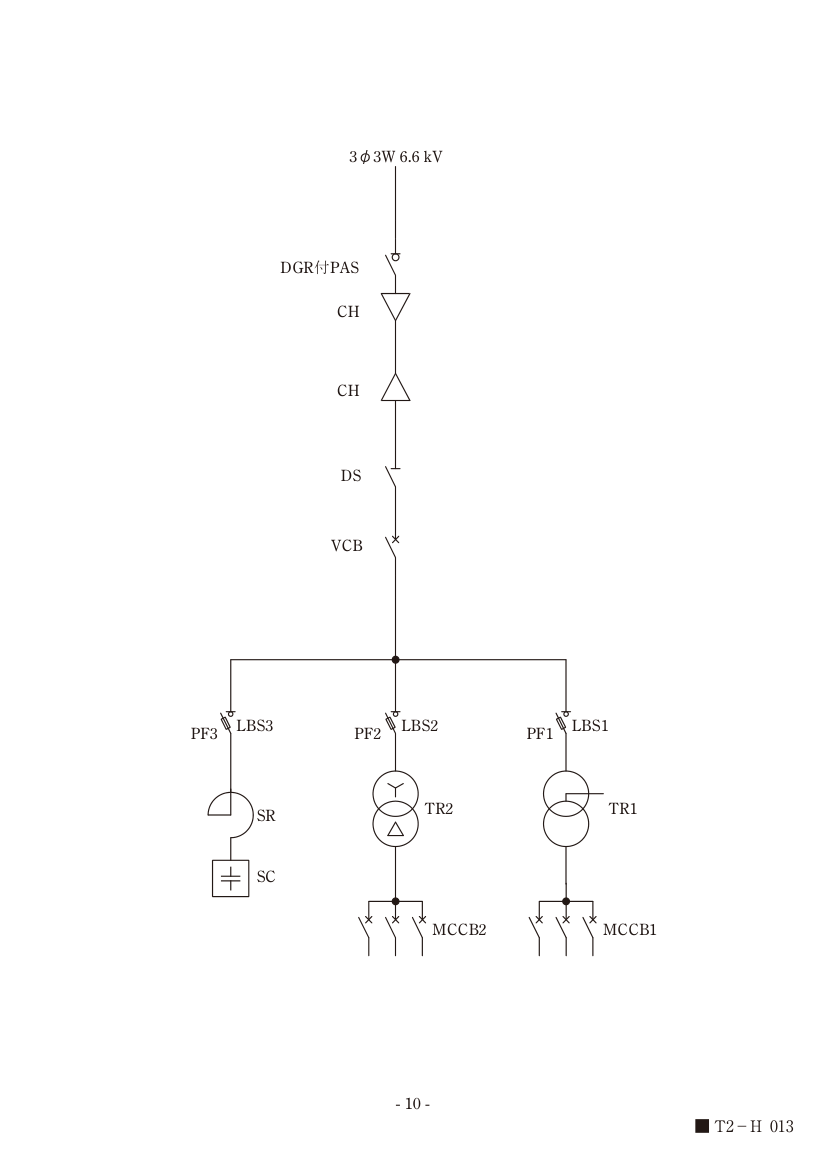 3φ3W 6.6 kV
DGR付PAS
CH
CH
DS
VCB
PF3 LBS3
PF2 LBS2
PF1 LBS1
SR
TR2
TR1
SC
MCCB2
MCCB1
- 10 -
■ T2－H 013